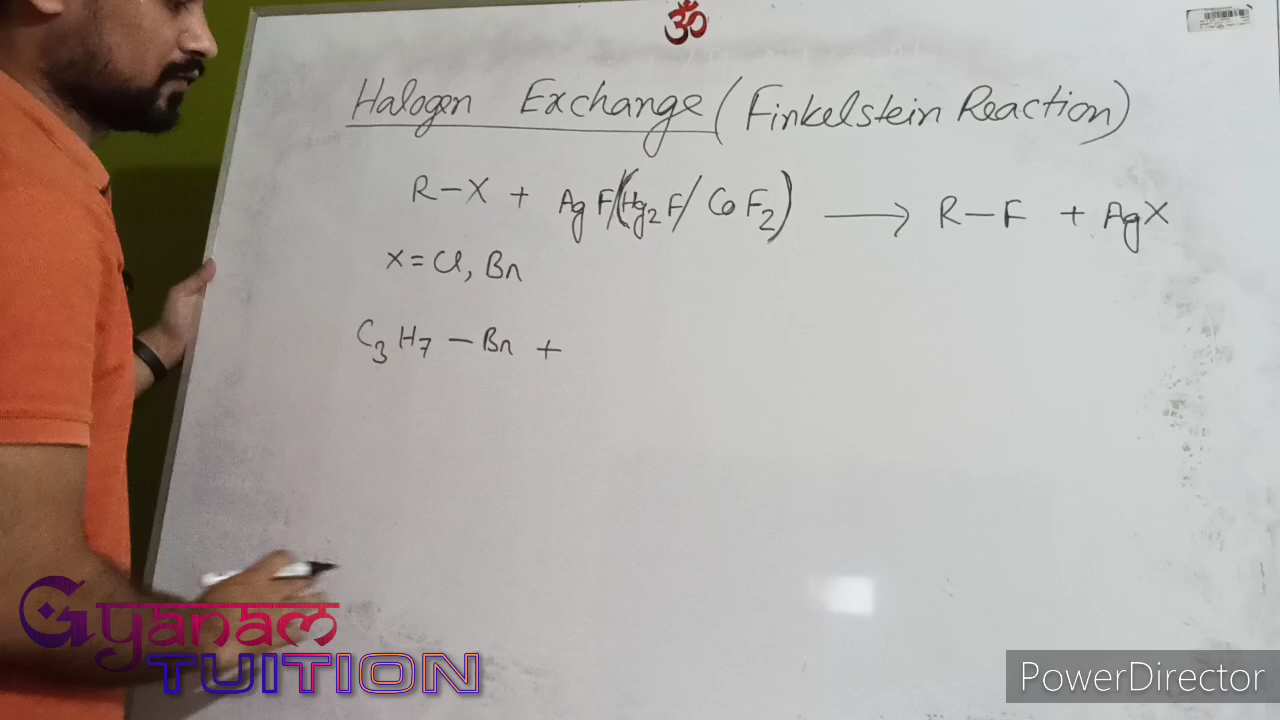 ॐ
Halogen Exchange (Finkelstein Reaction)
R-X + AgF/(Hg₂F/CoF₂) ⟶ R-F + AgX
X=Cl, Br
C₃H₇-Br +
Gyanam
TUITION
PowerDirector